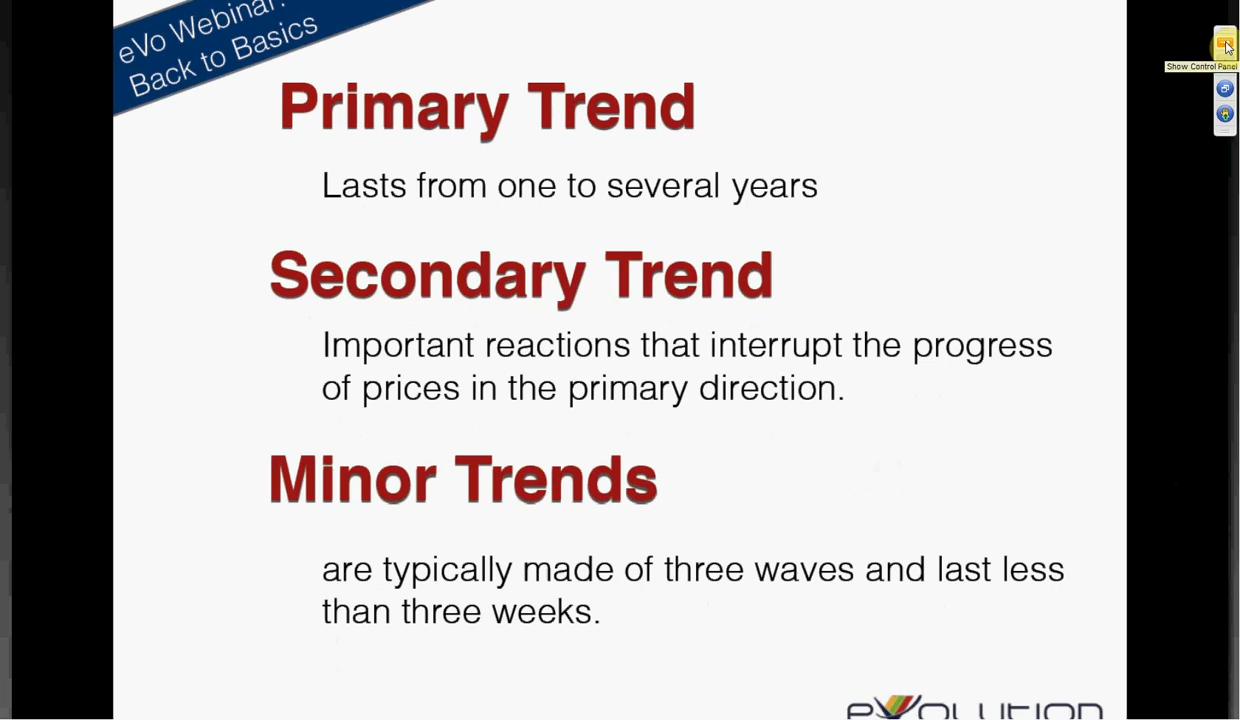 eVo Webinar:
Back to Basics
Show Control Panel
Primary Trend
Lasts from one to several years
Secondary Trend
Important reactions that interrupt the progress
of prices in the primary direction.
Minor Trends
are typically made of three waves and last less
than three weeks.
eVolution